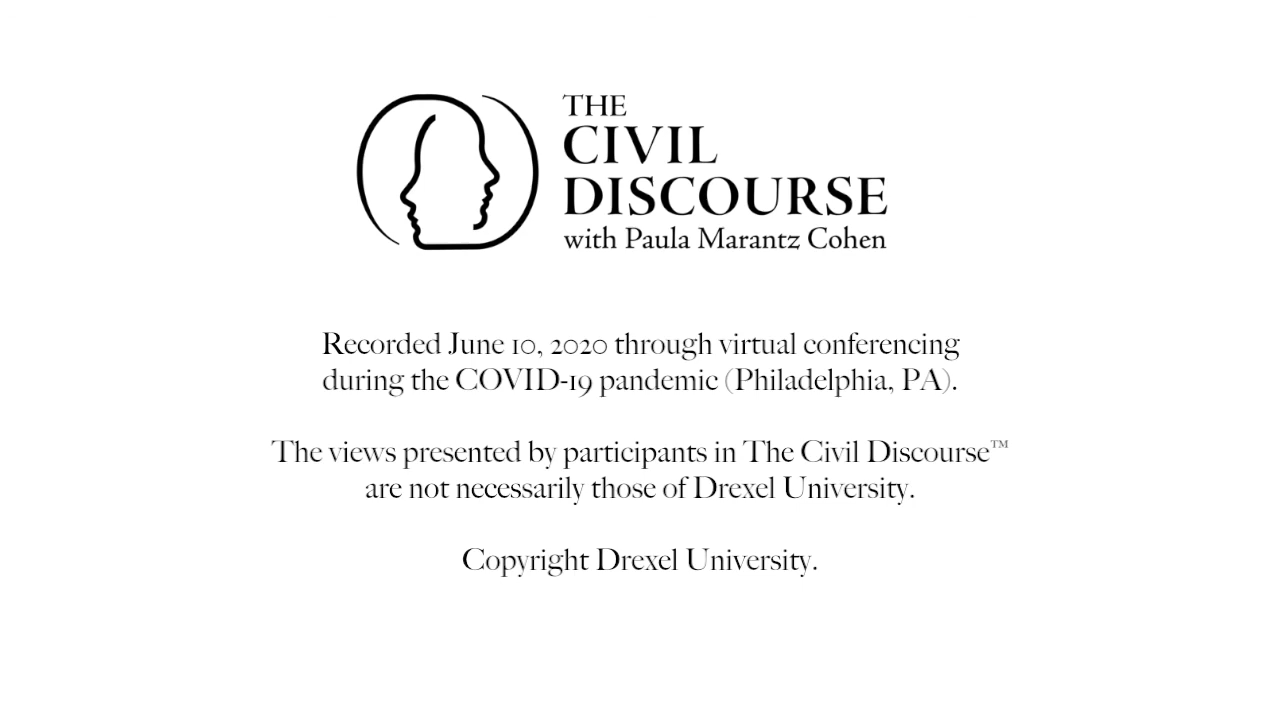 THE
CIVIL
DISCOURSE
with Paula Marantz Cohen
Recorded June 10, 2020 through virtual conferencing
during the COVID-19 pandemic (Philadelphia, PA).
The views presented by participants in The Civil Discourse™
are not necessarily those of Drexel University.
Copyright Drexel University.